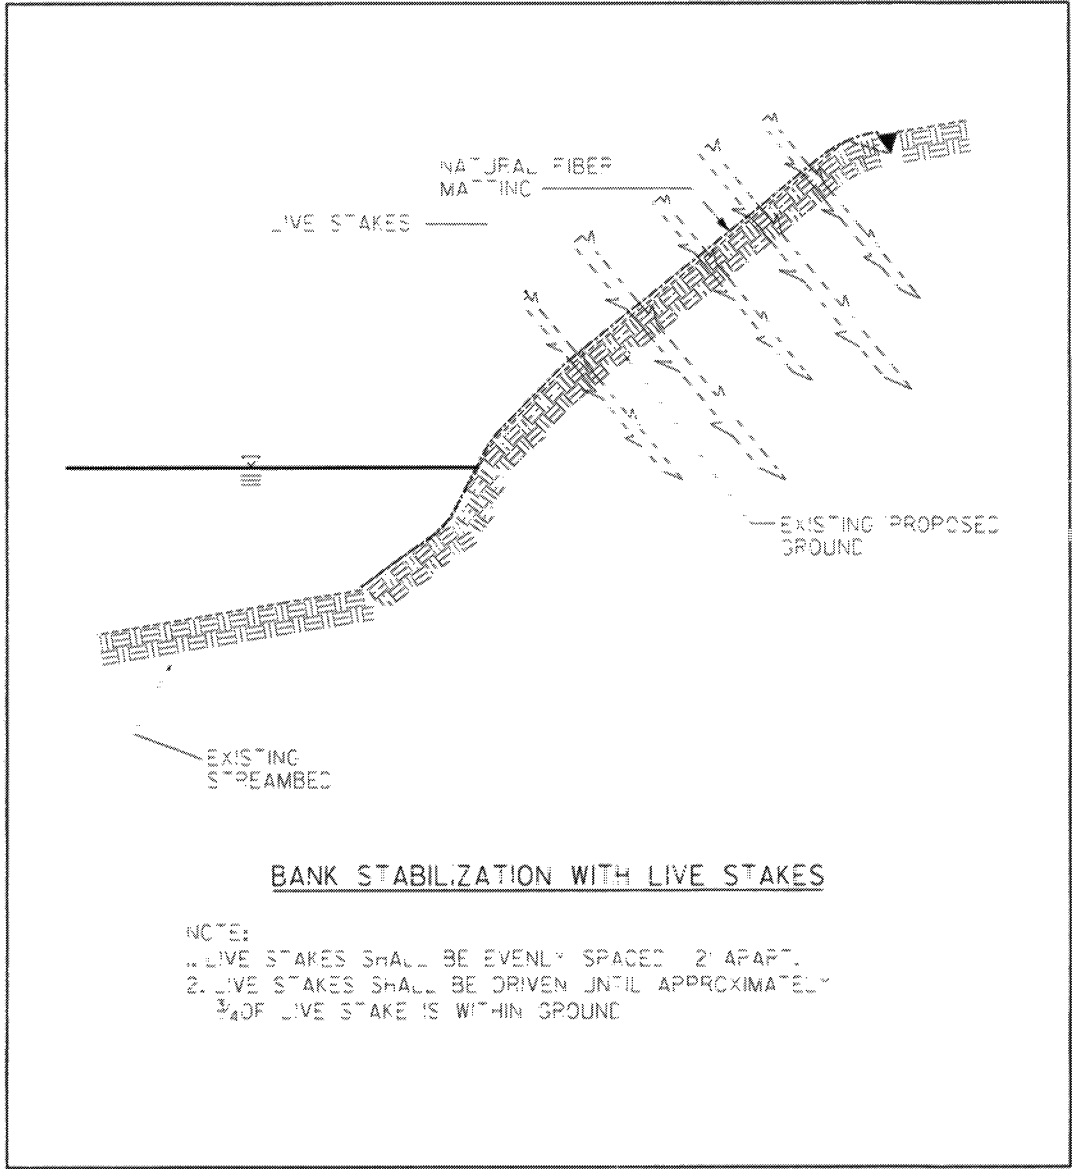 NATURAL FIBER
MATTING
LIVE STAKES
EXISTING/PROPOSED
GROUND
EXISTING
STREAMBED
BANK STABILIZATION WITH LIVE STAKES
NOTE:
1. LIVE STAKES SHALL BE EVENLY SPACED 2' APART.
2. LIVE STAKES SHALL BE DRIVEN UNTIL APPROXIMATELY
¾ OF LIVE STAKE IS WITHIN GROUND